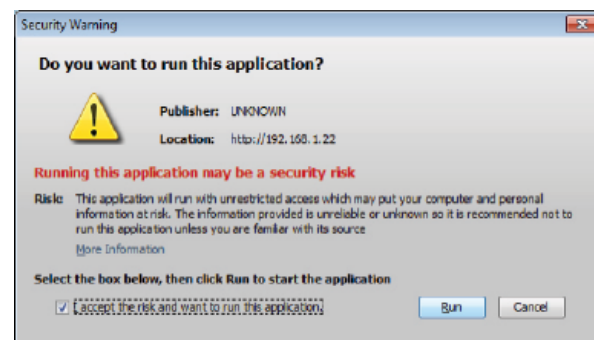 Security Warning
Do you want to run this application?
Publisher: UNKNOWN
Location: http://192.168.1.22
Running this application may be a security risk
Risk: This application will run with unrestricted access which may put your computer and personal
information at risk. The information provided is unreliable or unknown so it is recommended not to
run this application unless you are familiar with its source
More Information
Select the box below, then click Run to start the application
I accept the risk and want to run this application.
Run Cancel